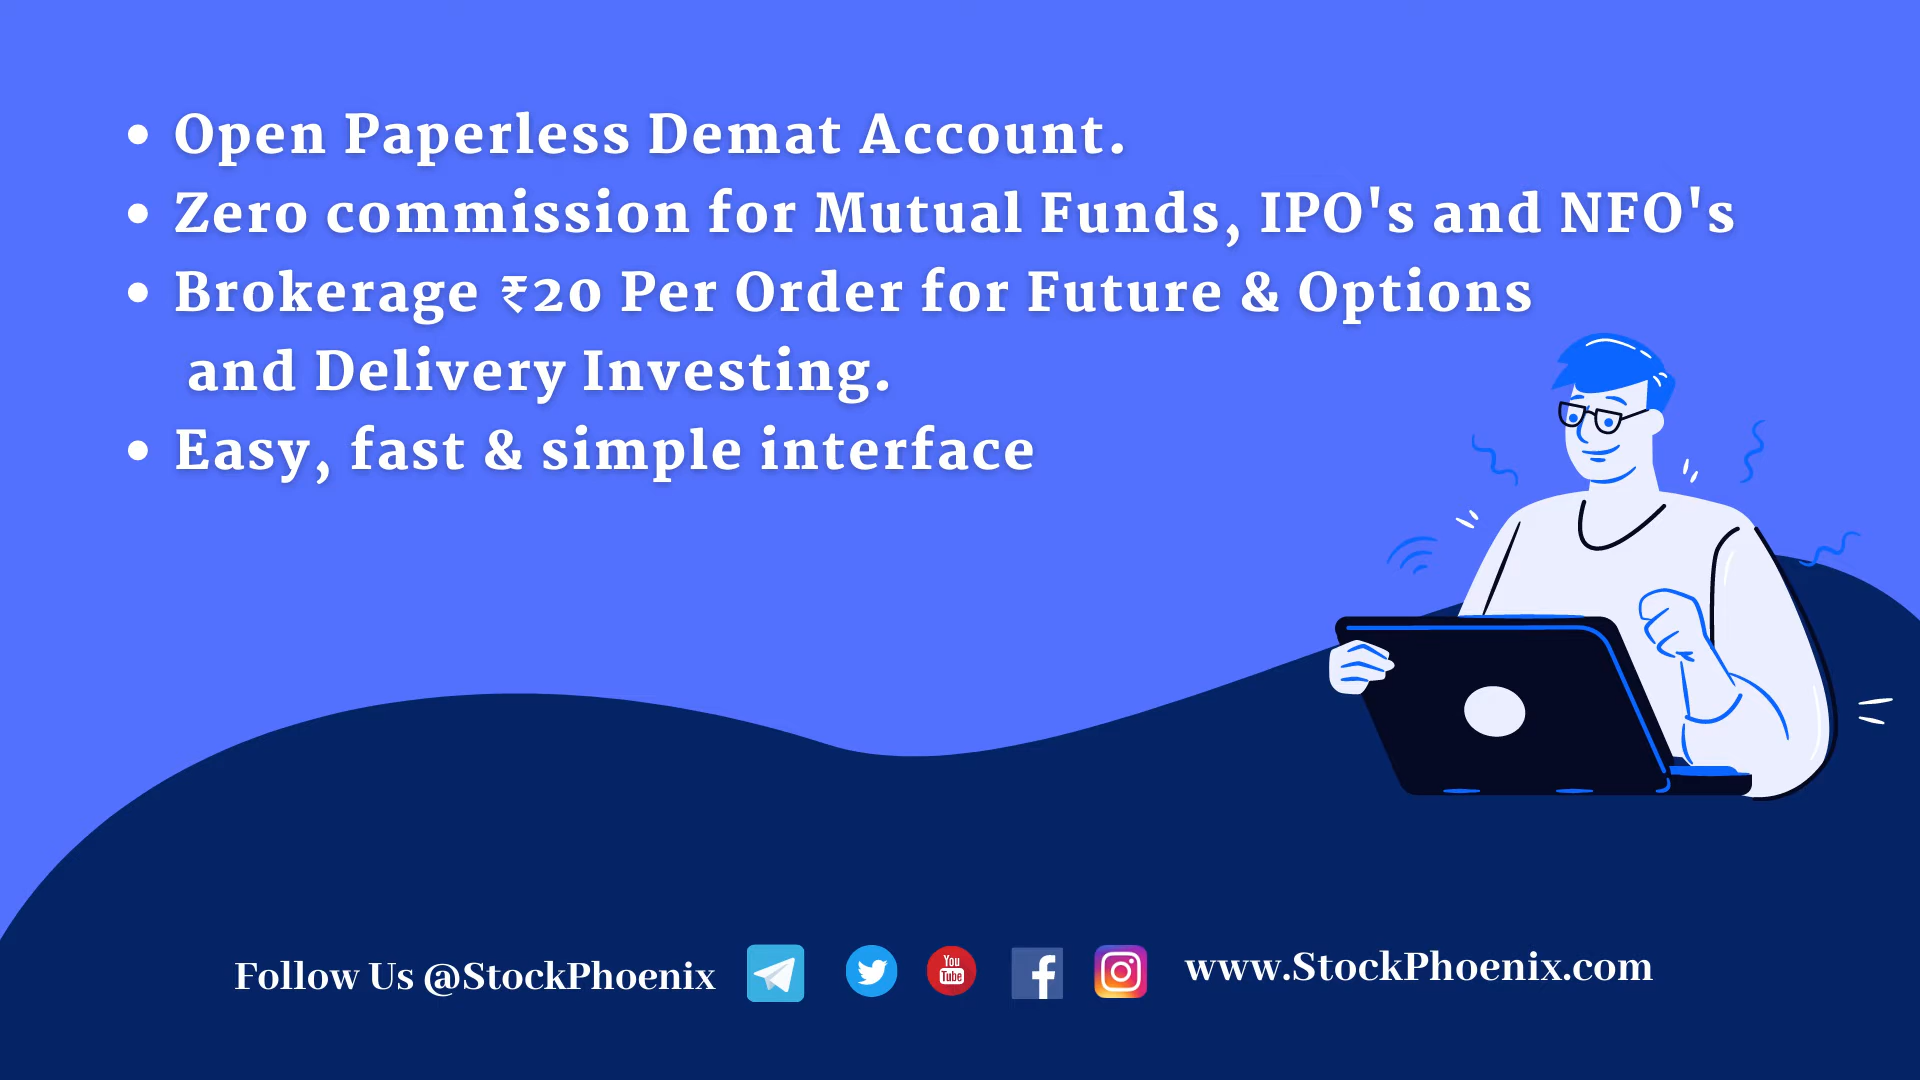 • Open Paperless Demat Account.
• Zero commission for Mutual Funds, IPO's and NFO's
• Brokerage ₹20 Per Order for Future & Options
and Delivery Investing.
• Easy, fast & simple interface
Follow Us @StockPhoenix
You
Tube
www.StockPhoenix.com